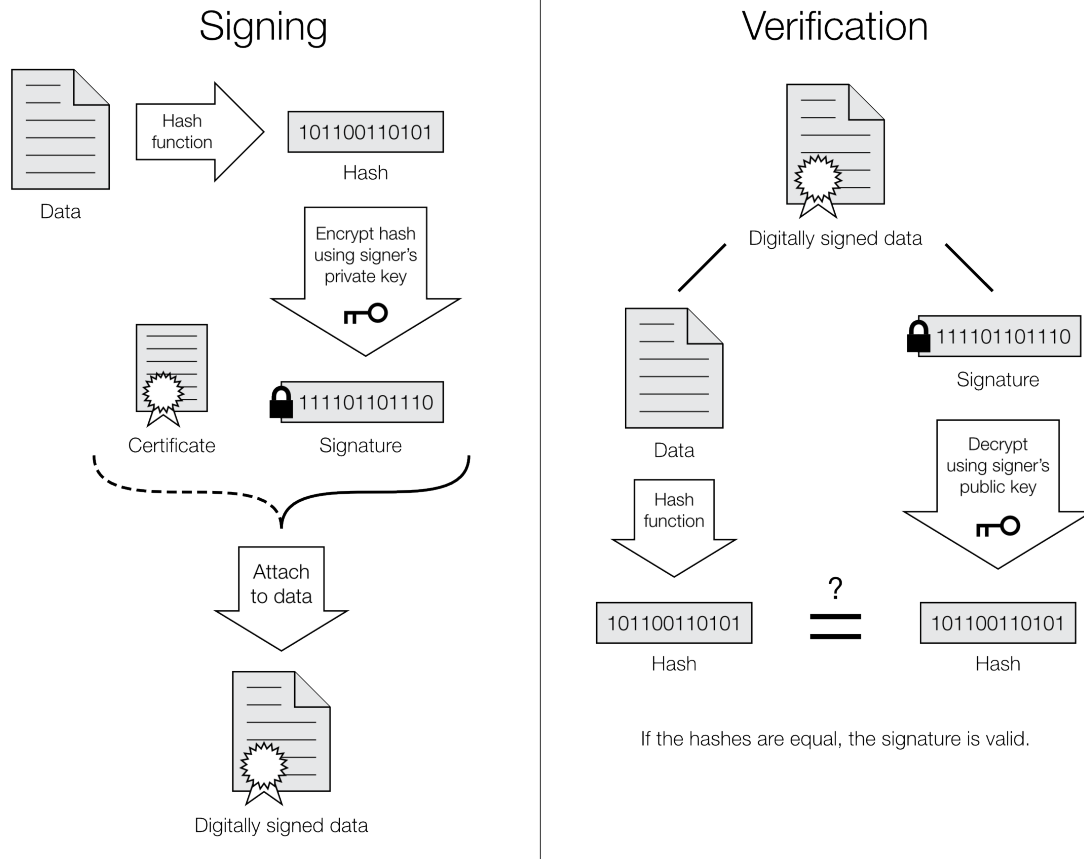 Signing
Hash
function
101100110101
Hash
Data
Encrypt hash
using signer's
private key
111101101110
Certificate
Signature
Attach
to data
Digitally signed data
Verification
Digitally signed data
111101101110
Signature
Data
Decrypt
using signer's
public key
Hash
function
?
101100110101
101100110101
Hash
Hash
If the hashes are equal, the signature is valid.